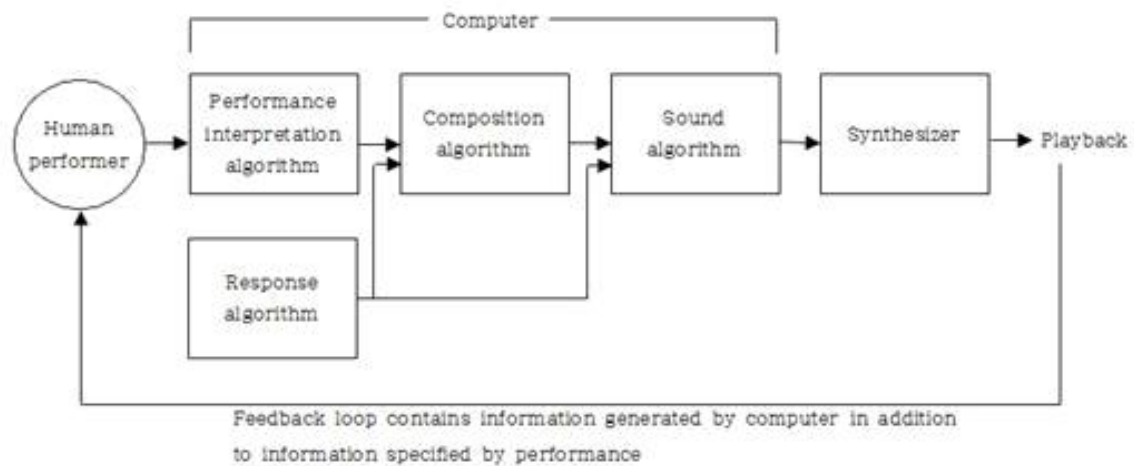 Computer
Human
performer
Performance
interpretation
algorithm
Composition
algorithm
Sound
algorithm
Synthesizer
Playback
Response
algorithm
Feedback loop contains information generated by computer in addition
to information specified by performance